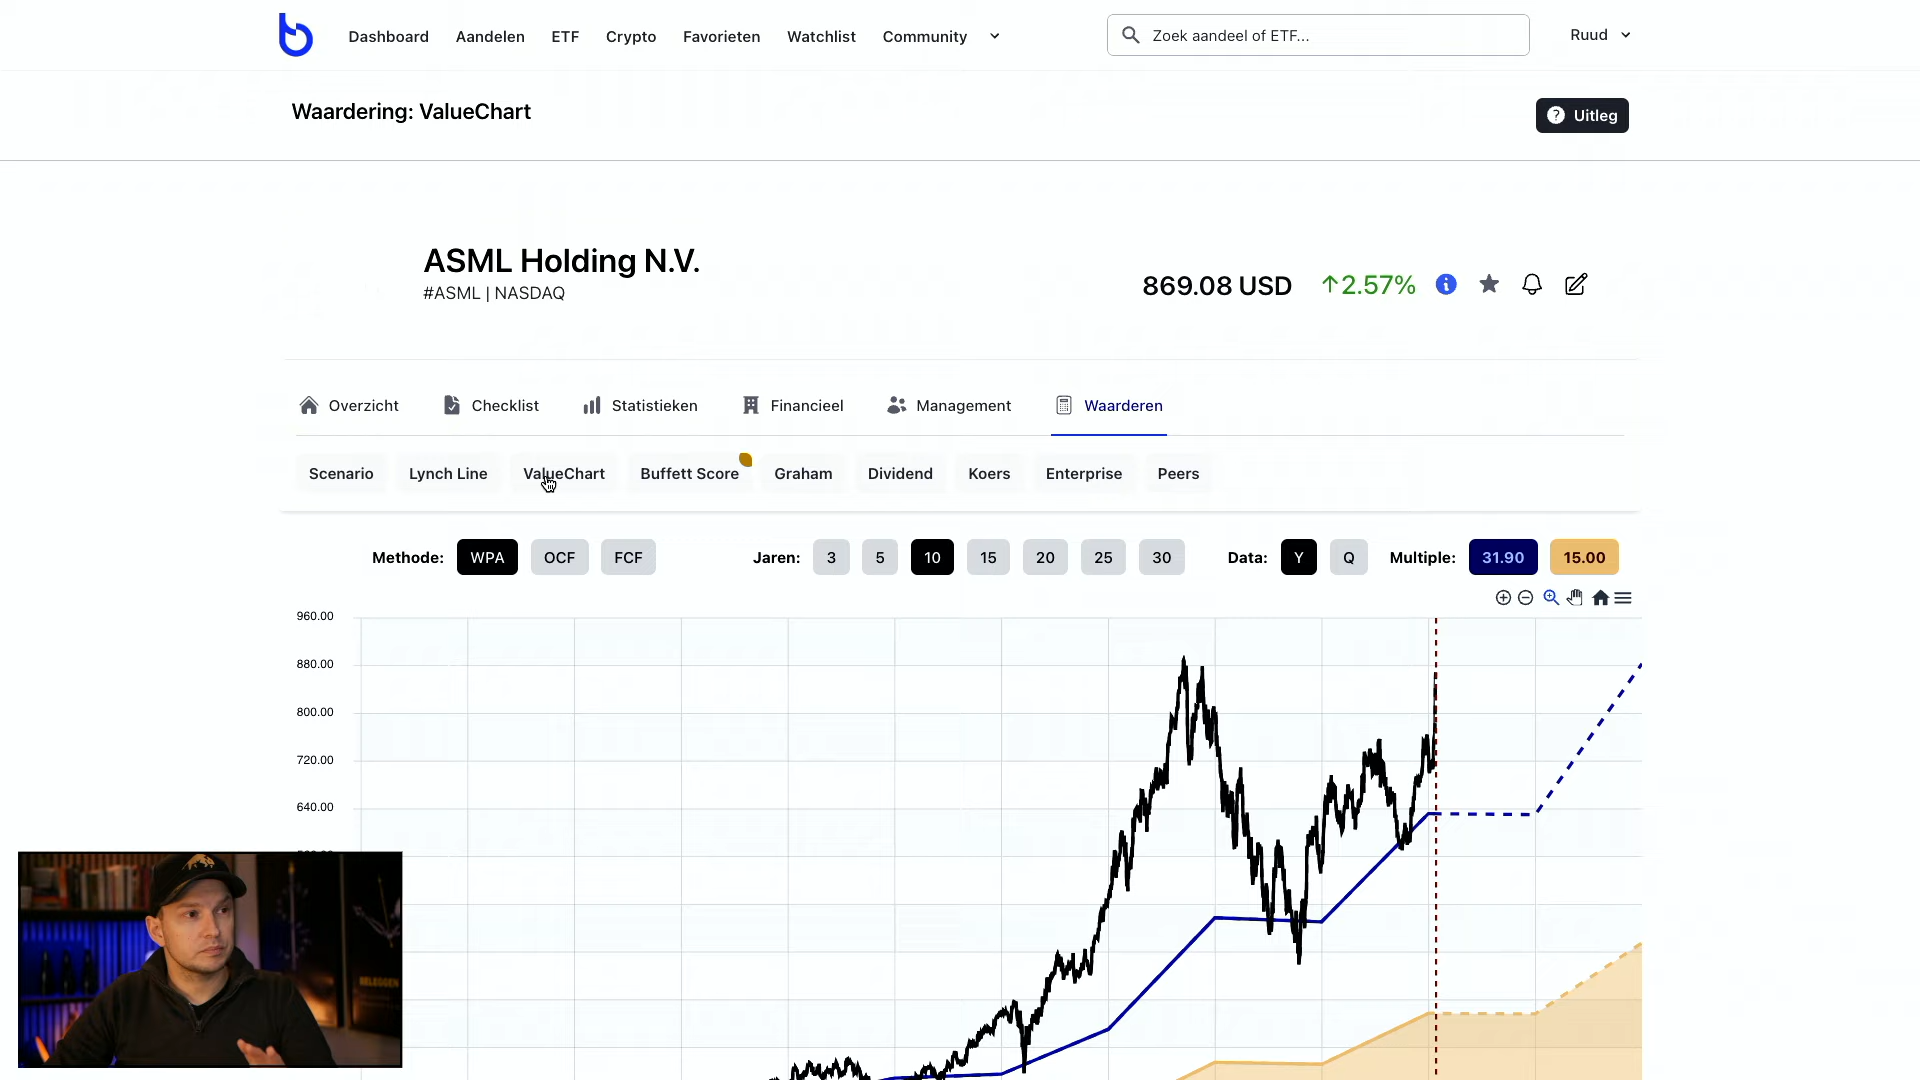 Dashboard Aandelen ETF Crypto Favorieten Watchlist Community Zoek aandeel of ETF... Ruud
Waardering: ValueChart
Uitleg
ASML Holding N.V.
#ASML | NASDAQ
869.08 USD ↑2.57%
Overzicht Checklist Statistieken Financieel Management Waarderen
Scenario Lynch Line ValueChart Buffett Score Graham Dividend Koers Enterprise Peers
Methode: WPA OCF FCF Jaren: 3 5 10 15 20 25 30 Data: Y Q Multiple: 31.90 15.00
960.00
880.00
800.00
720.00
640.00
BELEGGEN